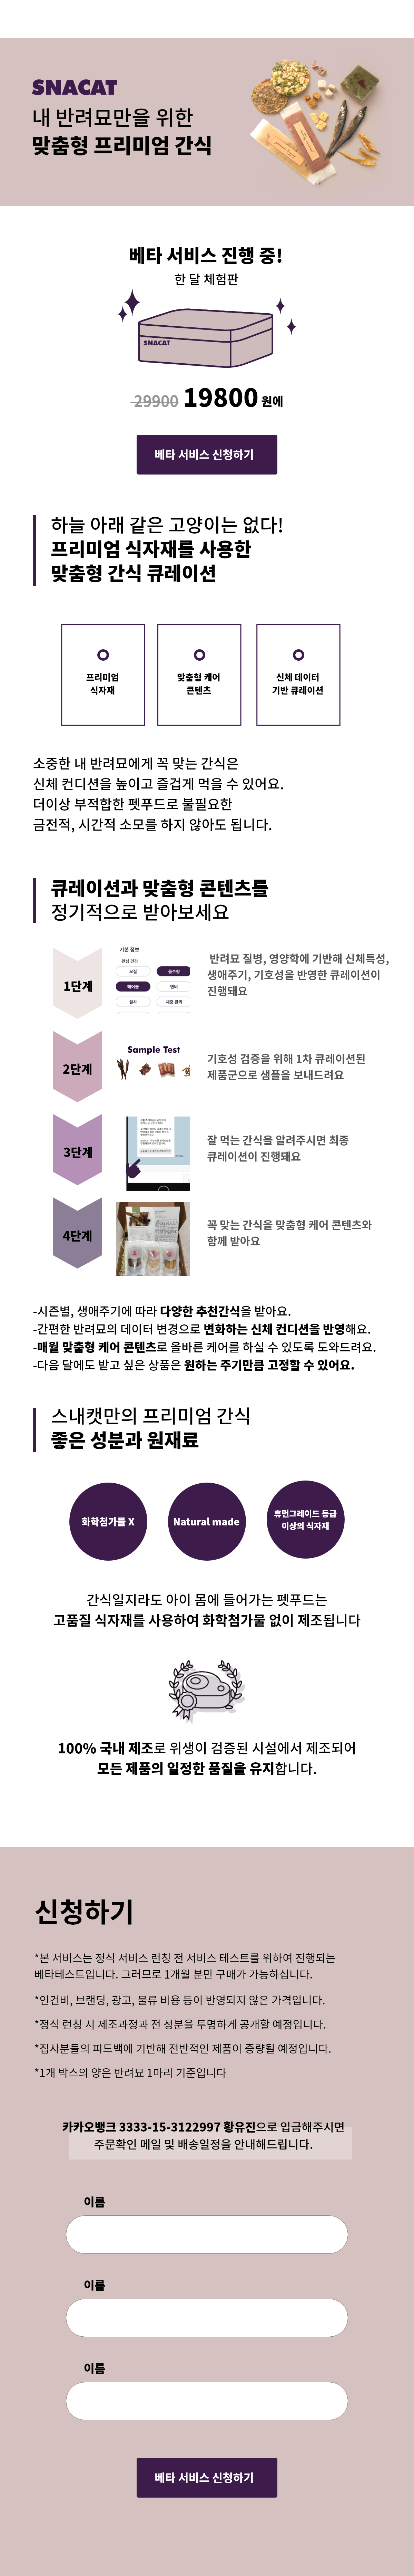 SNACAT
내 반려묘만을 위한
맞춤형 프리미엄 간식
베타 서비스 진행 중!
한 달 체험판
SNACAT
29900 19800 원에
베타 서비스 신청하기
하늘 아래 같은 고양이는 없다!
프리미엄 식자재를 사용한
맞춤형 간식 큐레이션
프리미엄
식자재
맞춤형 케어
콘텐츠
신체 데이터
기반 큐레이션
소중한 내 반려묘에게 꼭 맞는 간식은
신체 컨디션을 높이고 즐겁게 먹을 수 있어요.
더이상 부적합한 펫푸드로 불필요한
금전적, 시간적 소모를 하지 않아도 됩니다.
큐레이션과 맞춤형 콘텐츠를
정기적으로 받아보세요
1단계
기본 정보
관심 건강
모질
음수량
헤어볼
변비
설사
체중 관리
반려묘 질병, 영양학에 기반해 신체특성,
생애주기, 기호성을 반영한 큐레이션이
진행돼요
2단계
Sample Test
기호성 검증을 위해 1차 큐레이션된
제품군으로 샘플을 보내드려요
3단계
잘 먹는 간식을 알려주시면 최종
큐레이션이 진행돼요
4단계
꼭 맞는 간식을 맞춤형 케어 콘텐츠와
함께 받아요
-시즌별, 생애주기에 따라 다양한 추천간식을 받아요.
-간편한 반려묘의 데이터 변경으로 변화하는 신체 컨디션을 반영해요.
-매월 맞춤형 케어 콘텐츠로 올바른 케어를 하실 수 있도록 도와드려요.
-다음 달에도 받고 싶은 상품은 원하는 주기만큼 고정할 수 있어요.
스내캣만의 프리미엄 간식
좋은 성분과 원재료
화학첨가물 X
Natural made
휴먼그레이드 등급
이상의 식자재
간식일지라도 아이 몸에 들어가는 펫푸드는
고품질 식자재를 사용하여 화학첨가물 없이 제조됩니다
100% 국내 제조로 위생이 검증된 시설에서 제조되어
모든 제품의 일정한 품질을 유지합니다.
신청하기
*본 서비스는 정식 서비스 런칭 전 서비스 테스트를 위하여 진행되는
베타테스트입니다. 그러므로 1개월 분만 구매가 가능하십니다.
*인건비, 브랜딩, 광고, 물류 비용 등이 반영되지 않은 가격입니다.
*정식 런칭 시 제조과정과 전 성분을 투명하게 공개할 예정입니다.
*집사분들의 피드백에 기반해 전반적인 제품이 증량될 예정입니다.
*1개 박스의 양은 반려묘 1마리 기준입니다
카카오뱅크 3333-15-3122997 황유진으로 입금해주시면
주문확인 메일 및 배송일정을 안내해드립니다.
이름
이름
이름
베타 서비스 신청하기